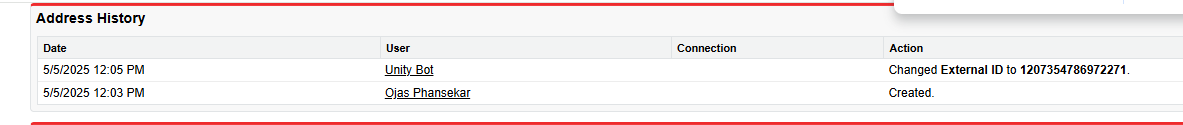 Address History
Date User Connection Action
5/5/2025 12:05 PM Unity Bot Changed External ID to 1207354786972271.
5/5/2025 12:03 PM Ojas Phansekar Created.